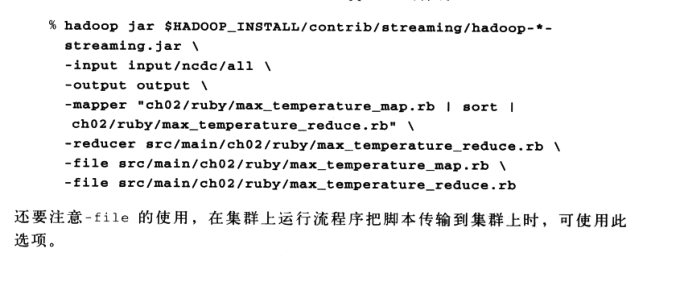 % hadoop jar $HADOOP_INSTALL/contrib/streaming/hadoop-*-
streaming.jar \
-input input/ncdc/all \
-output output \
-mapper "ch02/ruby/max_temperature_map.rb | sort |
ch02/ruby/max_temperature_reduce.rb" \
-reducer src/main/ch02/ruby/max_temperature_reduce.rb \
-file src/main/ch02/ruby/max_temperature_map.rb \
-file src/main/ch02/ruby/max_temperature_reduce.rb
还要注意-file 的使用，在集群上运行流程序把脚本传输到集群上时，可使用此
选项。